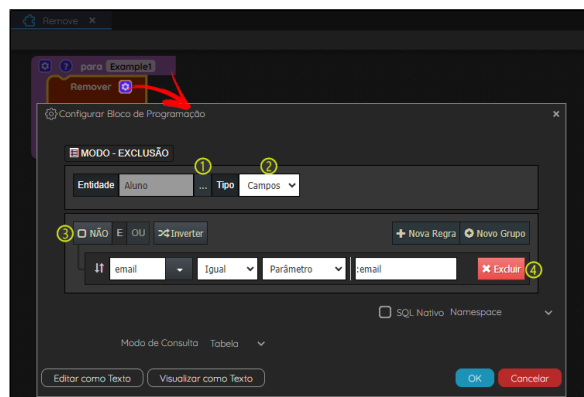 Remove ×
? para Example1
Remover
Configurar Bloco de Programação ×
MODO - EXCLUSÃO
1 2
Entidade Aluno ... Tipo Campos
3 NÃO E OU Inverter + Nova Regra Novo Grupo
email Igual Parâmetro :email × Excluir 4
SQL Nativo Namespace
Modo de Consulta Tabela
Editar como Texto Visualizar como Texto OK Cancelar